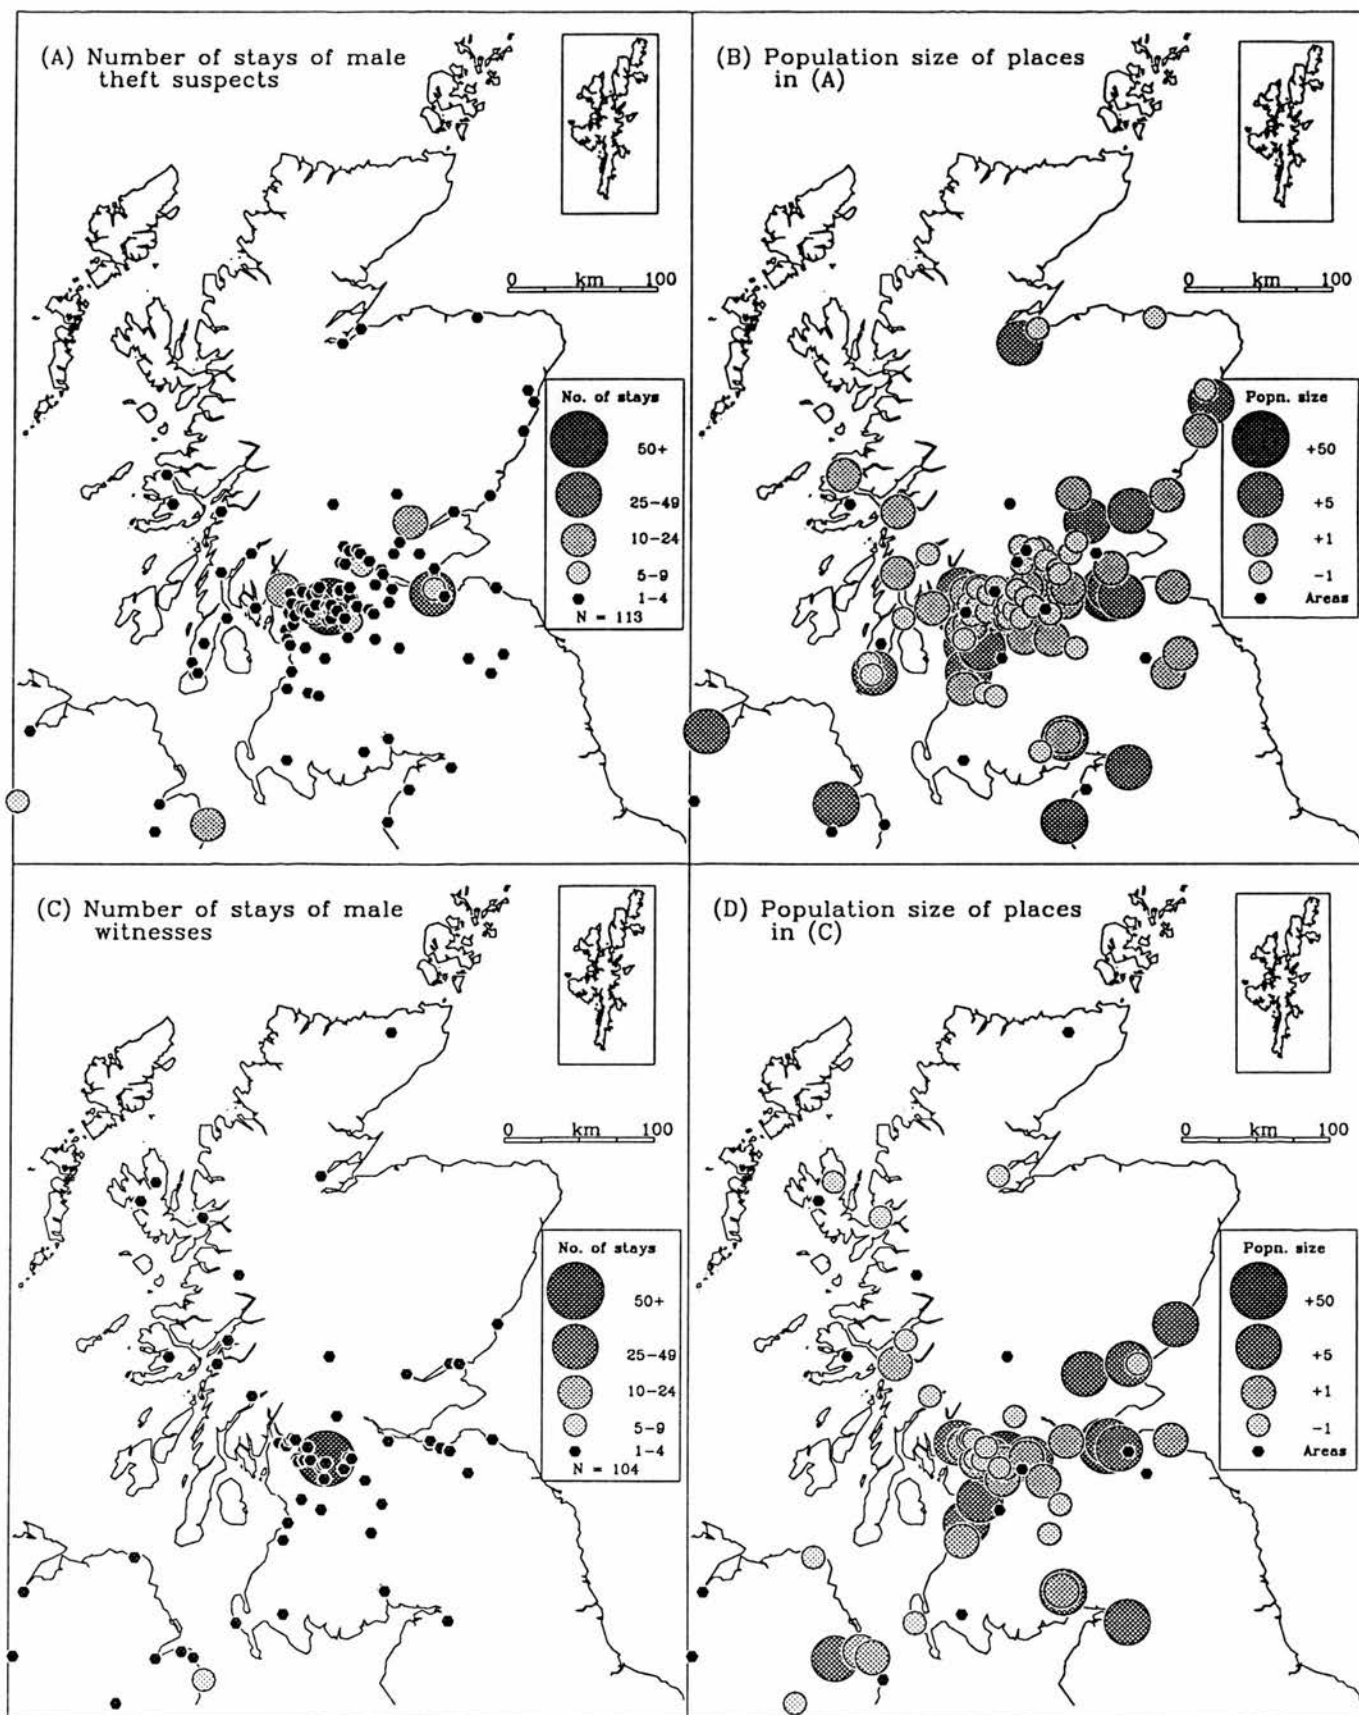 (A) Number of stays of male
theft suspects
0 km 100
No. of stays
50+
25-49
10-24
5-9
1-4
N = 113
(B) Population size of places
in (A)
0 km 100
Popn. size
+50
+5
+1
-1
Areas
(C) Number of stays of male
witnesses
0 km 100
No. of stays
50+
25-49
10-24
5-9
1-4
N = 104
(D) Population size of places
in (C)
0 km 100
Popn. size
+50
+5
+1
-1
Areas